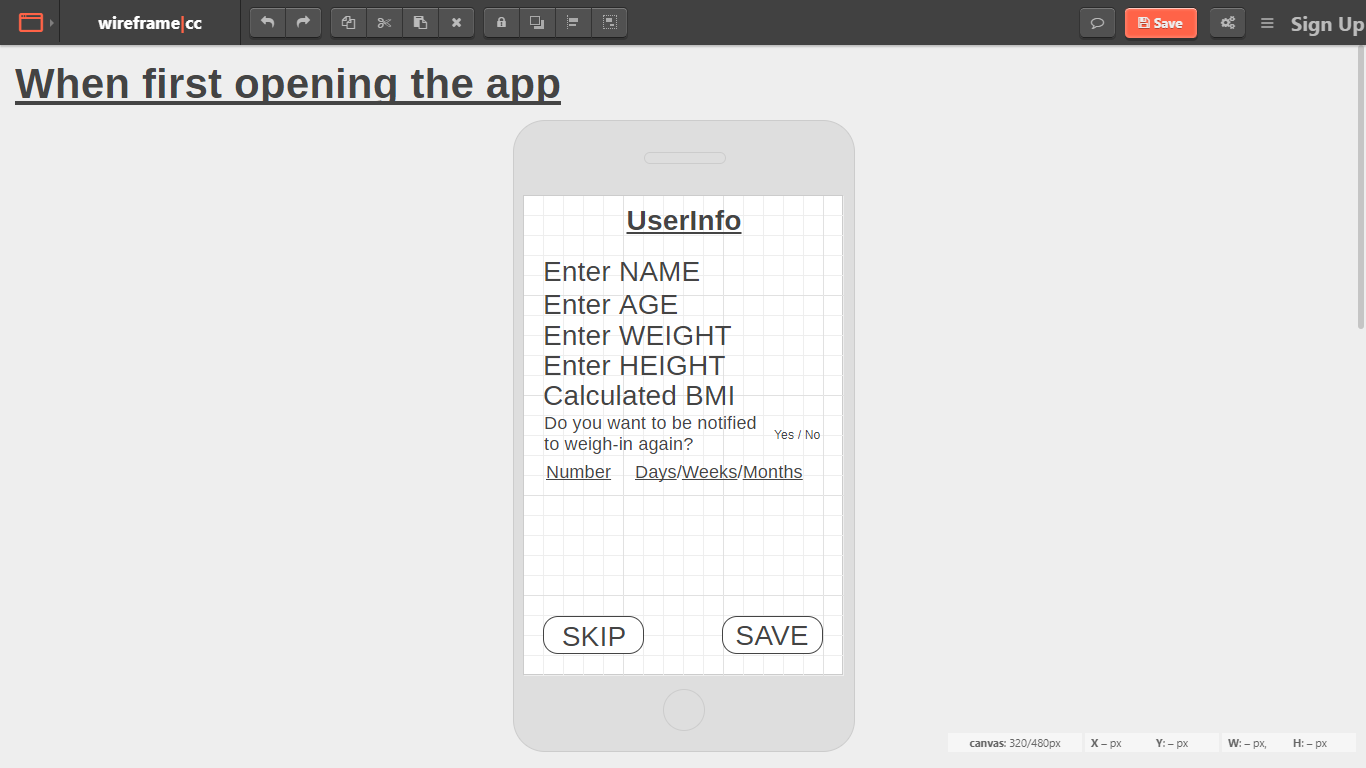 wireframe|cc
Save
Sign Up
When first opening the app
UserInfo
Enter NAME
Enter AGE
Enter WEIGHT
Enter HEIGHT
Calculated BMI
Do you want to be notified
to weigh-in again?
Yes / No
Number Days/Weeks/Months
SKIP SAVE
canvas: 320/480px X – px Y: – px W: – px, H: – px